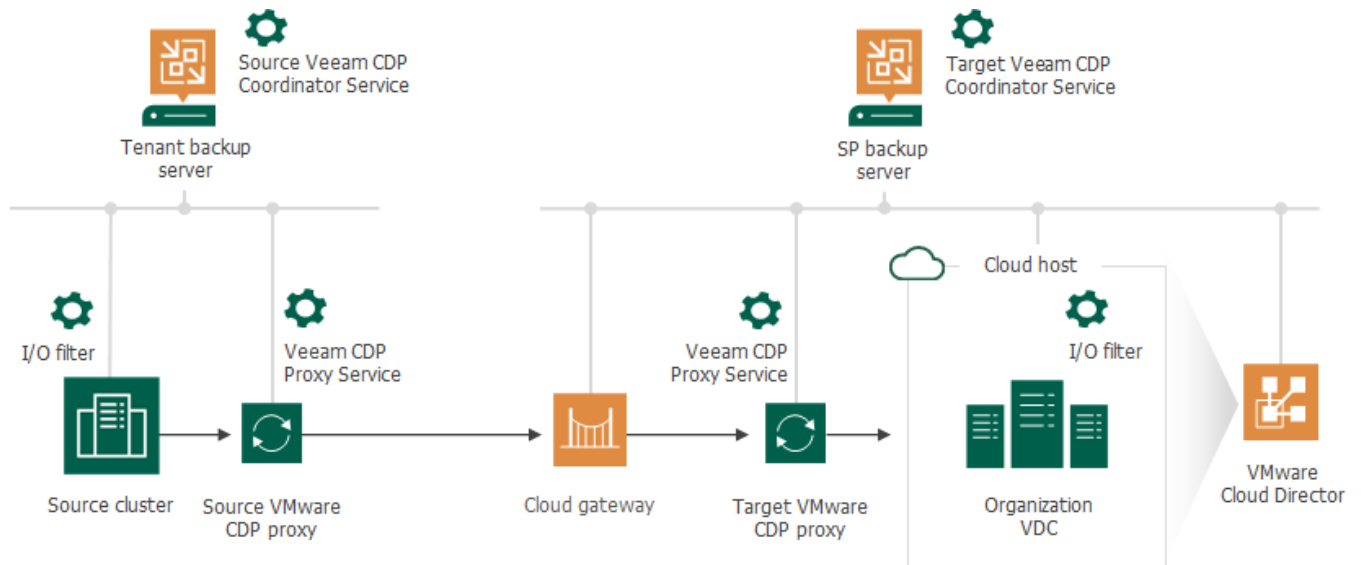 Source Veeam CDP
Coordinator Service
Target Veeam CDP
Coordinator Service
Tenant backup
server
SP backup
server
Cloud host
I/O filter
Veeam CDP
Proxy Service
Veeam CDP
Proxy Service
I/O filter
Source cluster
Source VMware
CDP proxy
Cloud gateway
Target VMware
CDP proxy
Organization
VDC
VMware
Cloud Director